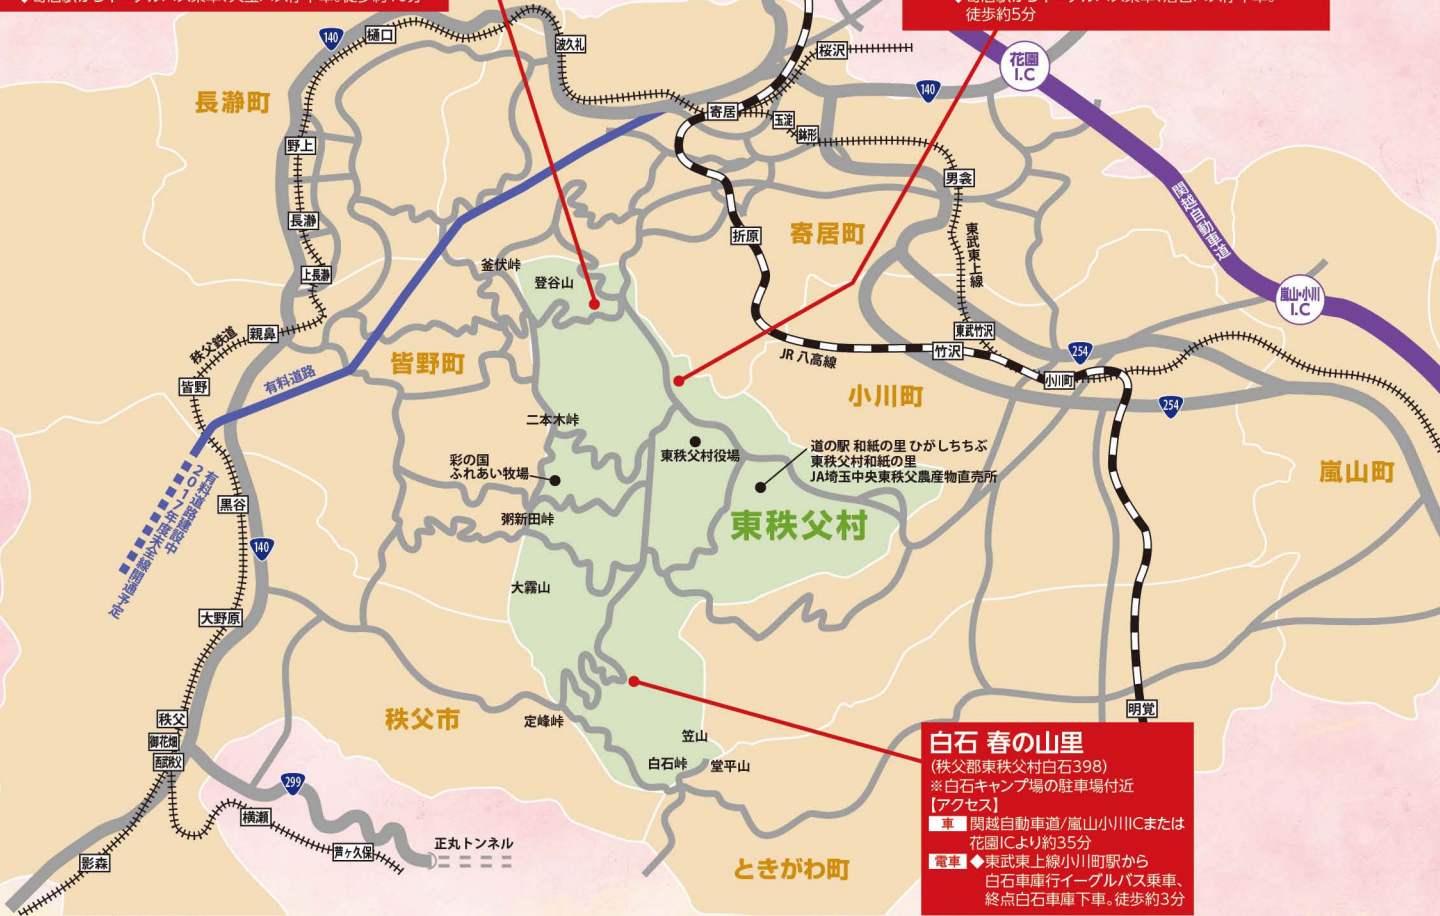 徒歩約5分
140
樋口
波久礼
桜沢
花園
I.C
140
長瀞町
寄居
玉淀
鉢形
野上
男衾
関越自動車道
長瀞
折原
寄居町
東武東上線
釜伏峠
登谷山
上長瀞
嵐山・小川
I.C
親鼻
秩父鉄道
東武竹沢
竹沢
254
JR 八高線
皆野町
皆野
有料道路
小川町
小川町
254
二本木峠
東秩父村役場
道の駅 和紙の里 ひがしちちぶ
東秩父村和紙の里
JA埼玉中央東秩父農産物直売所
彩の国
ふれあい牧場
嵐山町
有料道路建設中
2017年度末全線開通予定
黒谷
粥新田峠
東秩父村
140
大霧山
大野原
秩父
御花畑
西武秩父
秩父市
定峰峠
明覚
笠山
白石峠
堂平山
299
横瀬
芦ヶ久保
正丸トンネル
影森
ときがわ町
白石 春の山里
(秩父郡東秩父村白石398)
※白石キャンプ場の駐車場付近
【アクセス】
車 関越自動車道/嵐山小川ICまたは
花園ICより約35分
電車 ◆東武東上線小川町駅から
白石車庫行イーグルバス乗車、
終点白石車庫下車。徒歩約3分